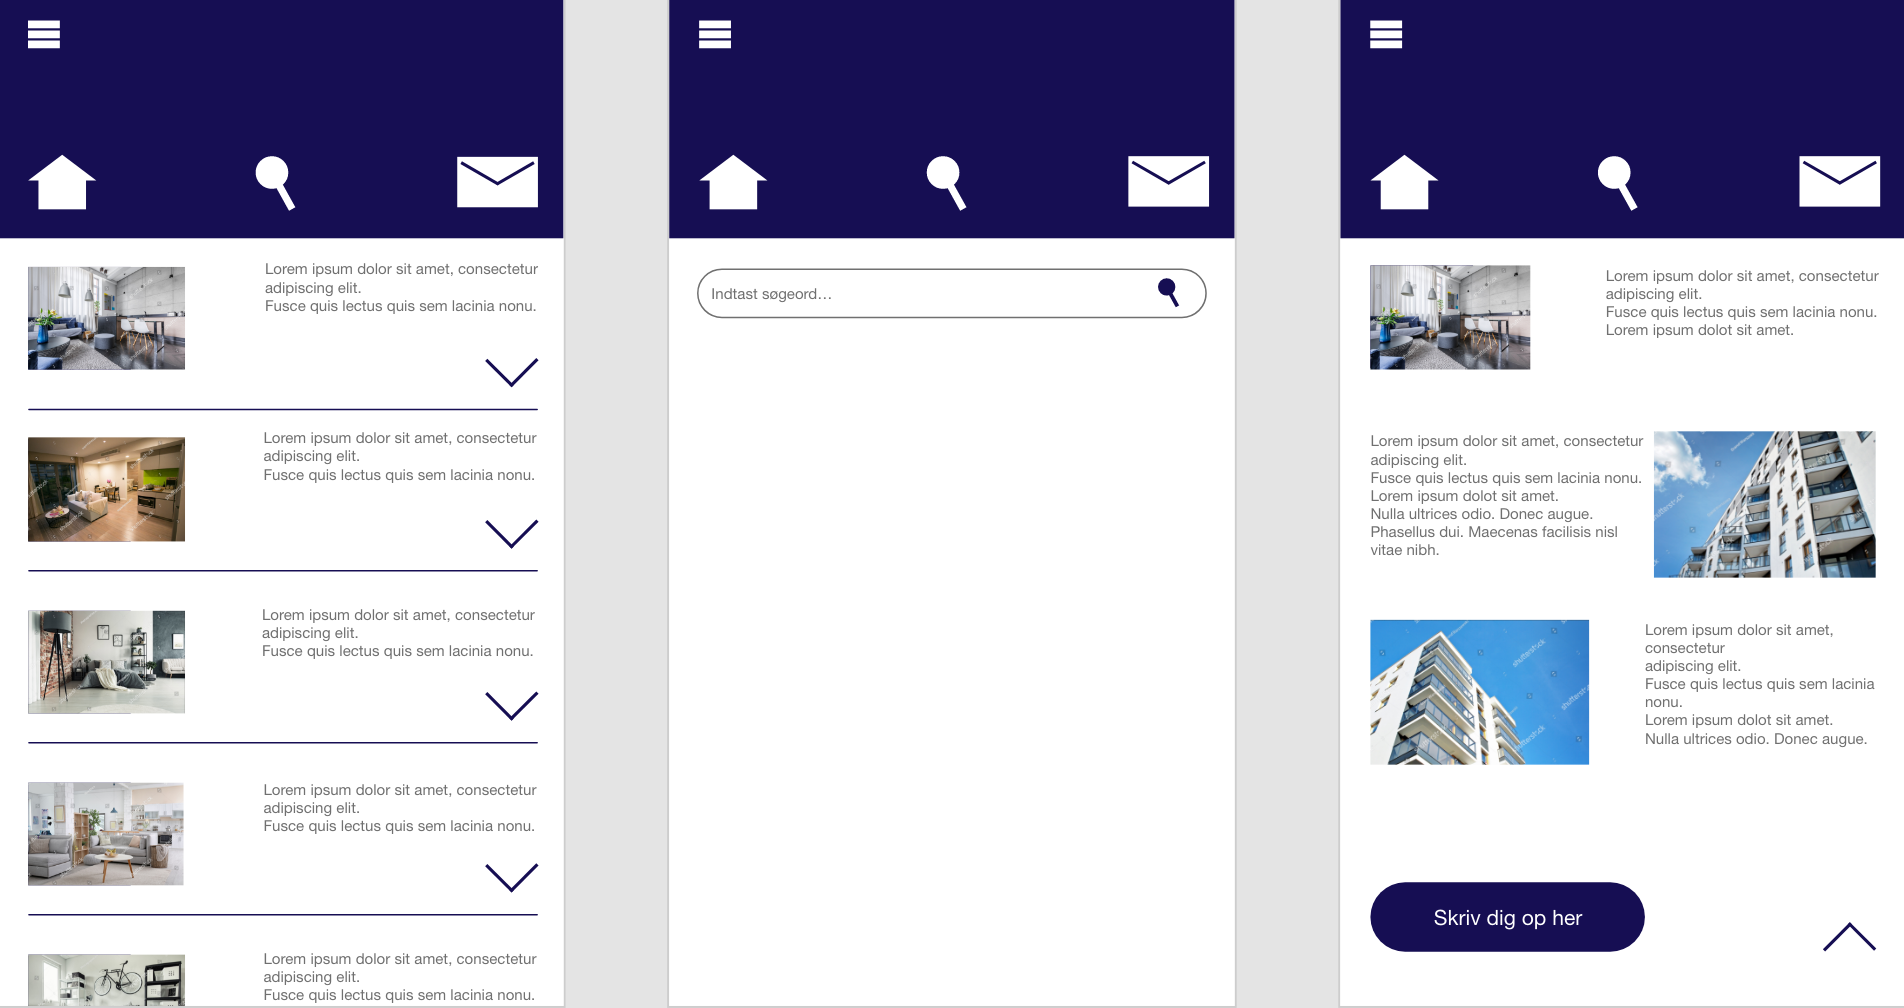 Lorem ipsum dolor sit amet, consectetur
adipiscing elit.
Fusce quis lectus quis sem lacinia nonu.
Lorem ipsum dolor sit amet, consectetur
adipiscing elit.
Fusce quis lectus quis sem lacinia nonu.
Lorem ipsum dolor sit amet, consectetur
adipiscing elit.
Fusce quis lectus quis sem lacinia nonu.
Lorem ipsum dolor sit amet, consectetur
adipiscing elit.
Fusce quis lectus quis sem lacinia nonu.
Lorem ipsum dolor sit amet, consectetur
adipiscing elit.
Fusce quis lectus quis sem lacinia nonu.
Indtast søgeord...
Lorem ipsum dolor sit amet, consectetur
adipiscing elit.
Fusce quis lectus quis sem lacinia nonu.
Lorem ipsum dolot sit amet.
Lorem ipsum dolor sit amet, consectetur
adipiscing elit.
Fusce quis lectus quis sem lacinia nonu.
Lorem ipsum dolot sit amet.
Nulla ultrices odio. Donec augue.
Phasellus dui. Maecenas facilisis nisl
vitae nibh.
shutterstock
shutterstock
Lorem ipsum dolor sit amet,
consectetur
adipiscing elit.
Fusce quis lectus quis sem lacinia
nonu.
Lorem ipsum dolot sit amet.
Nulla ultrices odio. Donec augue.
Skriv dig op her